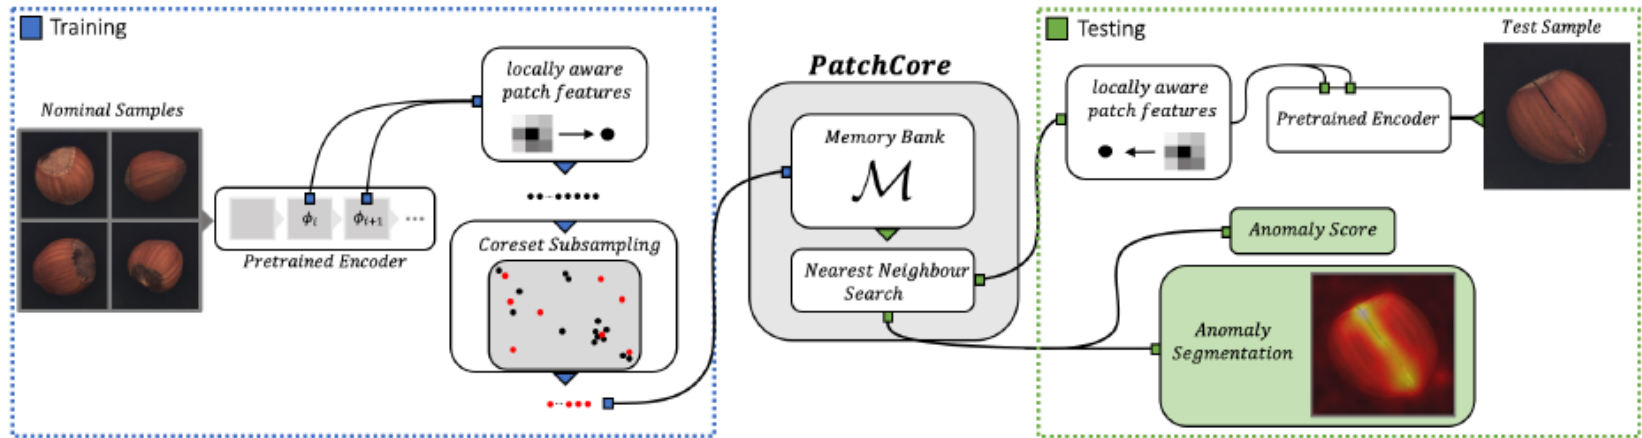 Training
Nominal Samples
ϕᵢ
ϕᵢ₊₁
...
Pretrained Encoder
locally aware
patch features
Coreset Subsampling
PatchCore
Memory Bank
ℳ
Nearest Neighbour
Search
Testing
locally aware
patch features
Pretrained Encoder
Test Sample
Anomaly Score
Anomaly
Segmentation